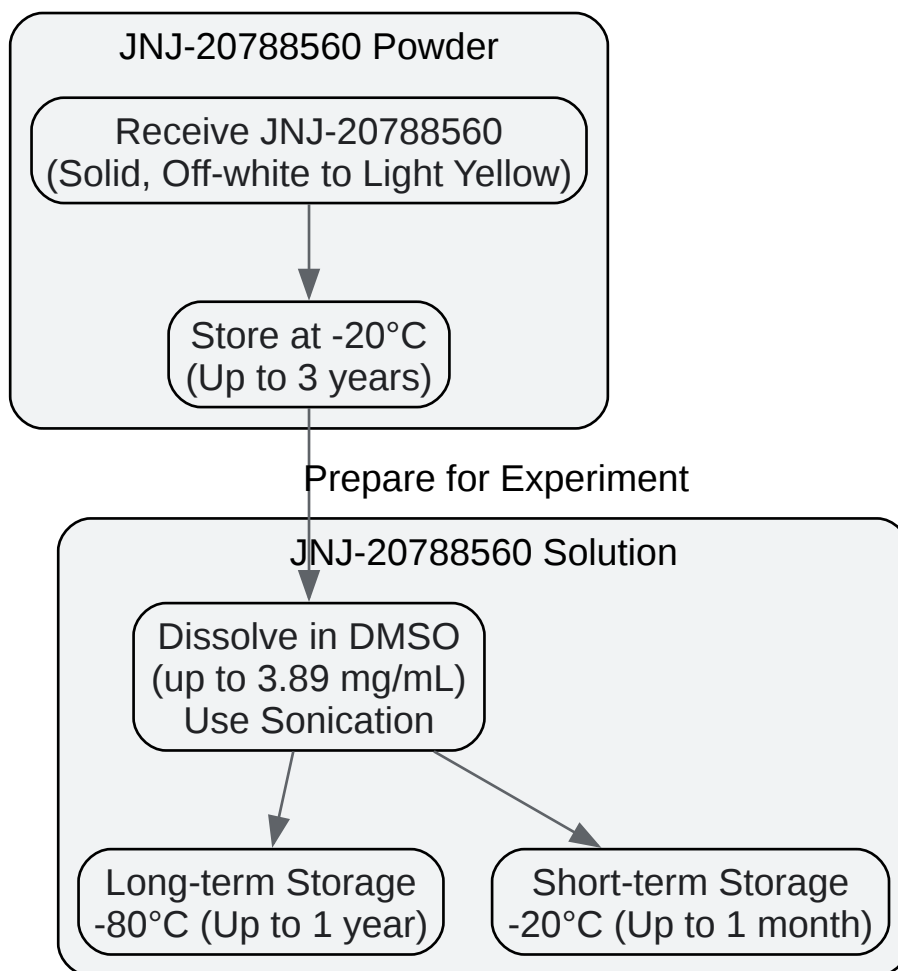 JNJ-20788560 Powder
Receive JNJ-20788560
(Solid, Off-white to Light Yellow)
Store at -20°C
(Up to 3 years)
Prepare for Experiment
JNJ-20788560 Solution
Dissolve in DMSO
(up to 3.89 mg/mL)
Use Sonication
Long-term Storage
-80°C (Up to 1 year)
Short-term Storage
-20°C (Up to 1 month)